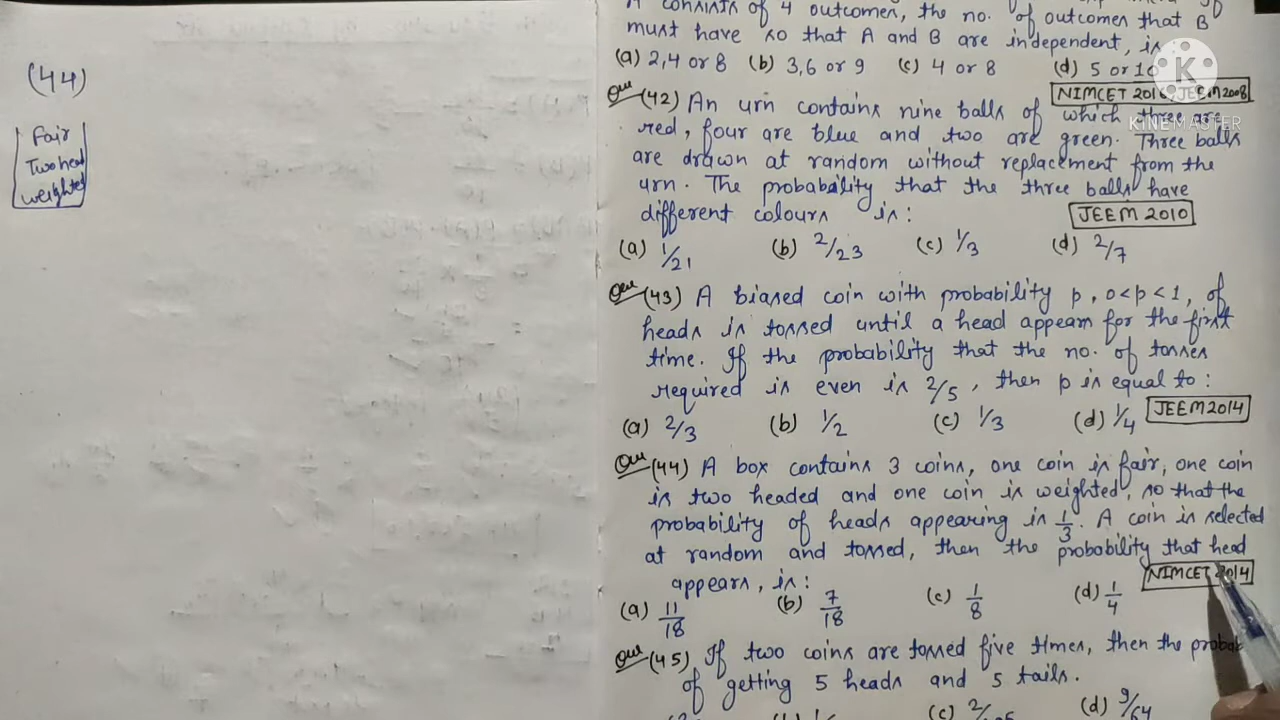 (44)
Fair
Two head
weighted
A consists of 4 outcomes, the no. of outcomes that B
must have so that A and B are independent, is
(a) 2,4 or 8 (b) 3,6 or 9 (c) 4 or 8 (d) 5 or 10
NIMCET 2016, JEEM 2008
KINEMASTER
Que (42) An urn contains nine balls of which three are
red, four are blue and two are green. Three balls
are drawn at random without replacement from the
urn. The probability that the three balls have
different colours is:
JEEM 2010
(a) 1/21 (b) 2/23 (c) 1/3 (d) 2/7
Que (43) A biased coin with probability p, 0<p<1, of
heads is tossed until a head appears for the first
time. If the probability that the no. of tosses
required is even is 2/5, then p is equal to:
JEEM 2014
(a) 2/3 (b) 1/2 (c) 1/3 (d) 1/4
Que (44) A box contains 3 coins, one coin is fair, one coin
is two headed and one coin is weighted, so that the
probability of heads appearing is 1/3. A coin is selected
at random and tossed, then the probability that head
appears, is:
NIMCET 2014
(a) 11/18 (b) 7/18 (c) 1/8 (d) 1/4
Que (45) If two coins are tossed five times, then the
of getting 5 heads and 5 tails.
(c) (d) 9/64